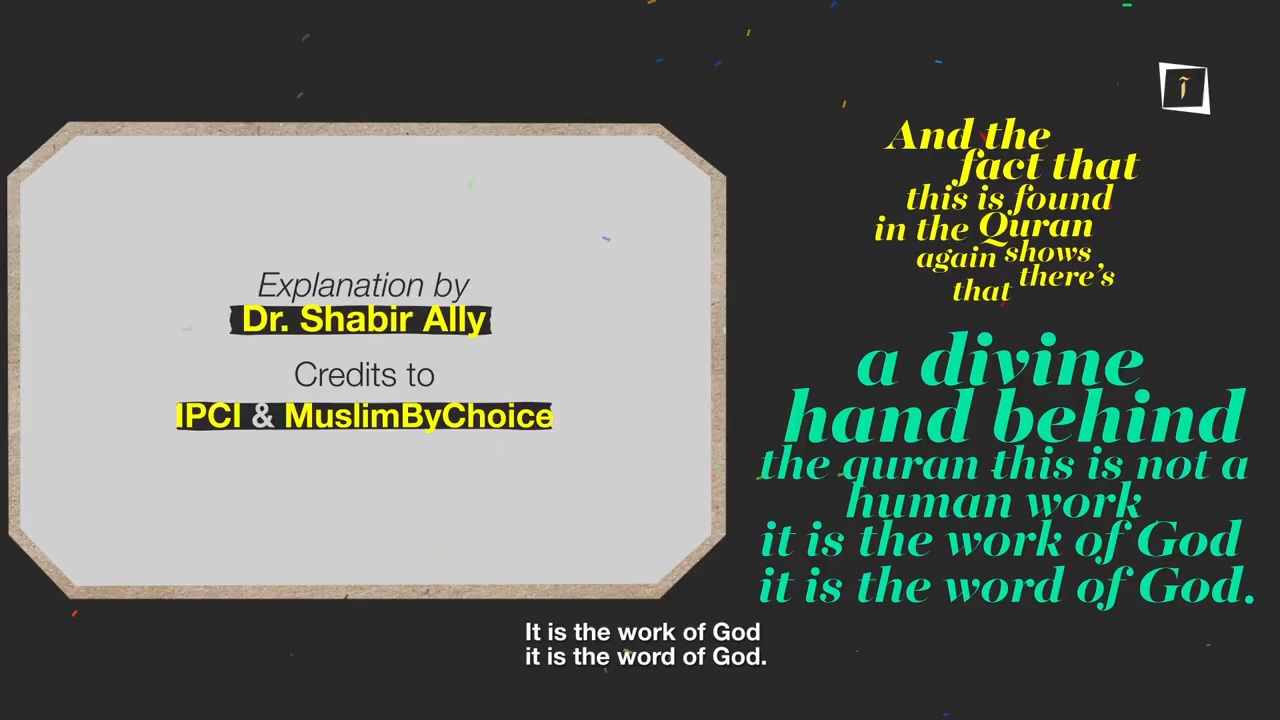 Explanation by
Dr. Shabir Ally
Credits to
IPCI & MuslimByChoice
And the
fact that
this is found
in the Quran
again shows
that there's
a divine
hand behind
the quran this is not a
human work
it is the work of God
it is the word of God.
It is the work of God
it is the word of God.